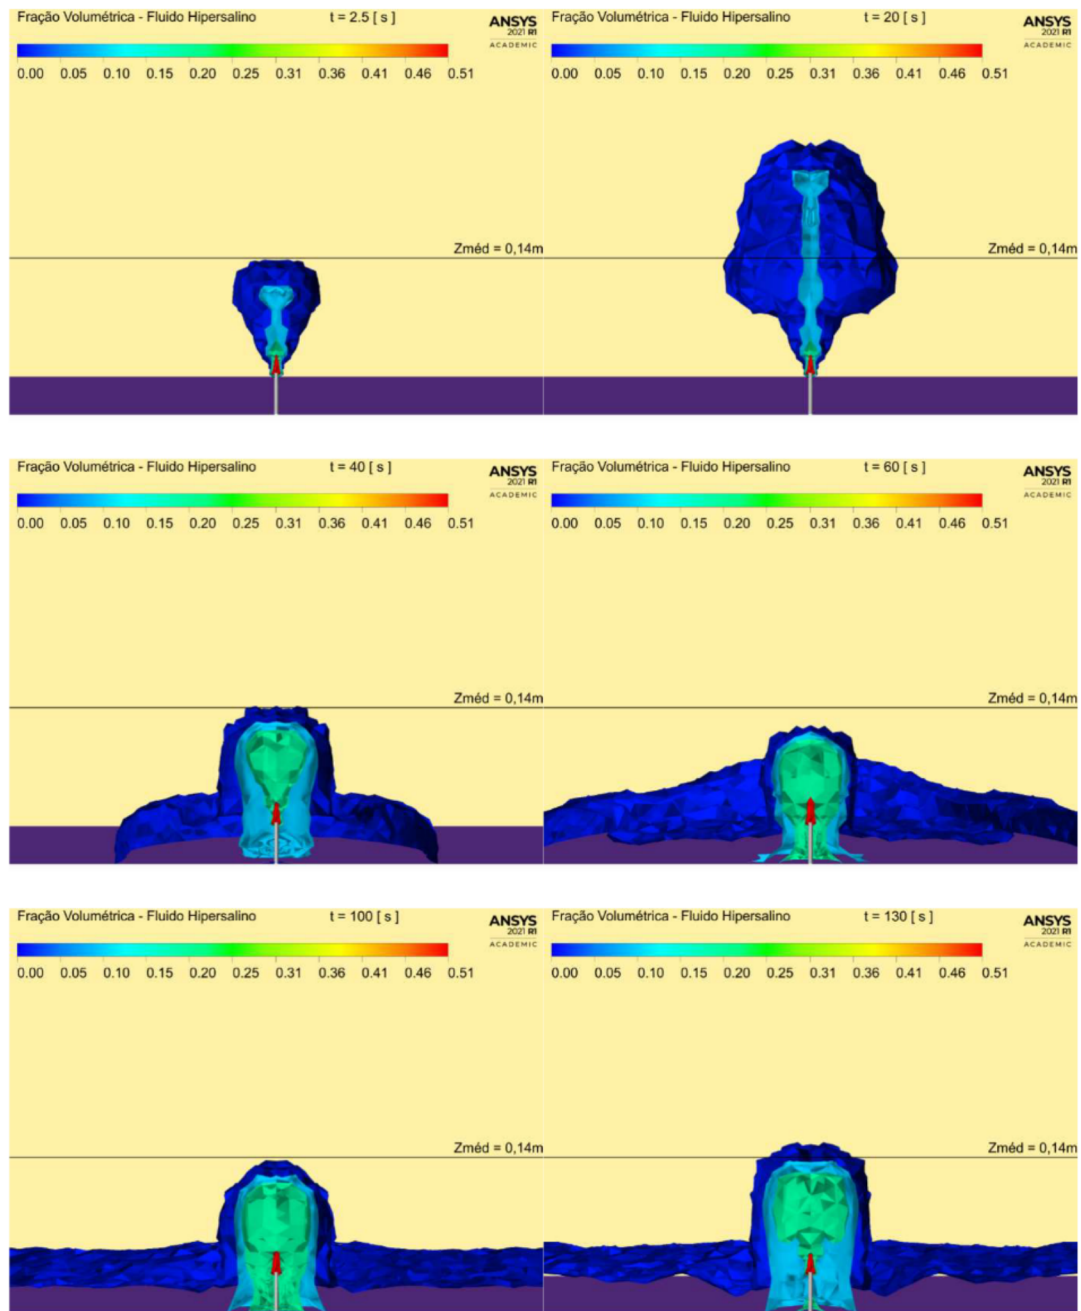 Fração Volumétrica - Fluido Hipersalino t = 2.5 [ s ]
ANSYS
2021 R1
ACADEMIC
0.00 0.05 0.10 0.15 0.20 0.25 0.31 0.36 0.41 0.46 0.51
Zméd = 0,14m
Fração Volumétrica - Fluido Hipersalino t = 20 [ s ]
ANSYS
2021 R1
ACADEMIC
0.00 0.05 0.10 0.15 0.20 0.25 0.31 0.36 0.41 0.46 0.51
Zméd = 0,14m
Fração Volumétrica - Fluido Hipersalino t = 40 [ s ]
ANSYS
2021 R1
ACADEMIC
0.00 0.05 0.10 0.15 0.20 0.25 0.31 0.36 0.41 0.46 0.51
Zméd = 0,14m
Fração Volumétrica - Fluido Hipersalino t = 60 [ s ]
ANSYS
2021 R1
ACADEMIC
0.00 0.05 0.10 0.15 0.20 0.25 0.31 0.36 0.41 0.46 0.51
Zméd = 0,14m
Fração Volumétrica - Fluido Hipersalino t = 100 [ s ]
ANSYS
2021 R1
ACADEMIC
0.00 0.05 0.10 0.15 0.20 0.25 0.31 0.36 0.41 0.46 0.51
Zméd = 0,14m
Fração Volumétrica - Fluido Hipersalino t = 130 [ s ]
ANSYS
2021 R1
ACADEMIC
0.00 0.05 0.10 0.15 0.20 0.25 0.31 0.36 0.41 0.46 0.51
Zméd = 0,14m